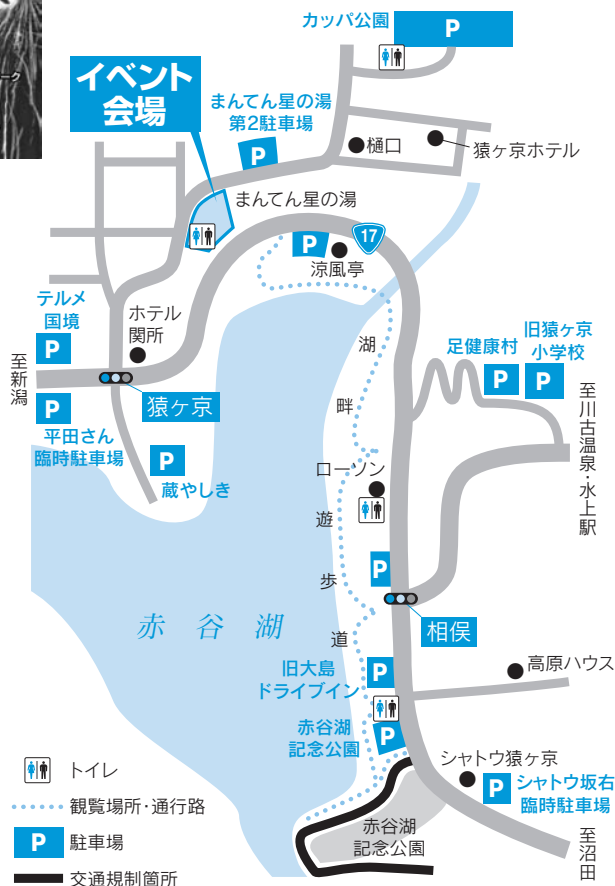 ーク
カッパ公園
P
イベント
会場
まんてん星の湯
第2駐車場
P
樋口
猿ヶ京ホテル
まんてん星の湯
17
P
涼風亭
テルメ
国境
P
ホテル
関所
至新潟
猿ヶ京
P
平田さん
臨時駐車場
P
蔵やしき
足健康村
P
旧猿ヶ京
小学校
P
至川古温泉・水上駅
湖畔遊歩道
ローソン
P
相俣
赤谷湖
旧大島
ドライブイン
P
高原ハウス
赤谷湖
記念公園
P
シャトウ猿ヶ京
P
シャトウ坂右
臨時駐車場
赤谷湖
記念公園
至沼田
トイレ
観覧場所・通行路
P 駐車場
交通規制箇所